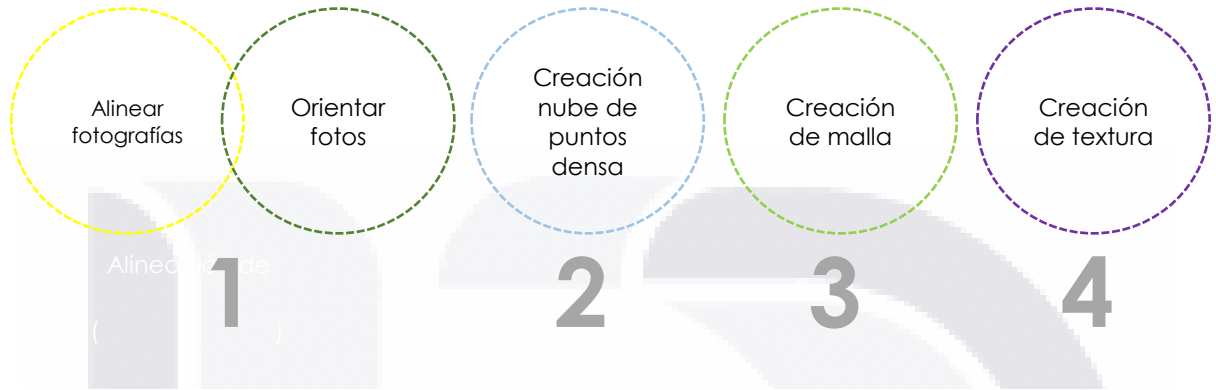 Alinear
fotografías
Orientar
fotos
Creación
nube de
puntos
densa
Creación
de malla
Creación
de textura
1
2
3
4
de
(
)